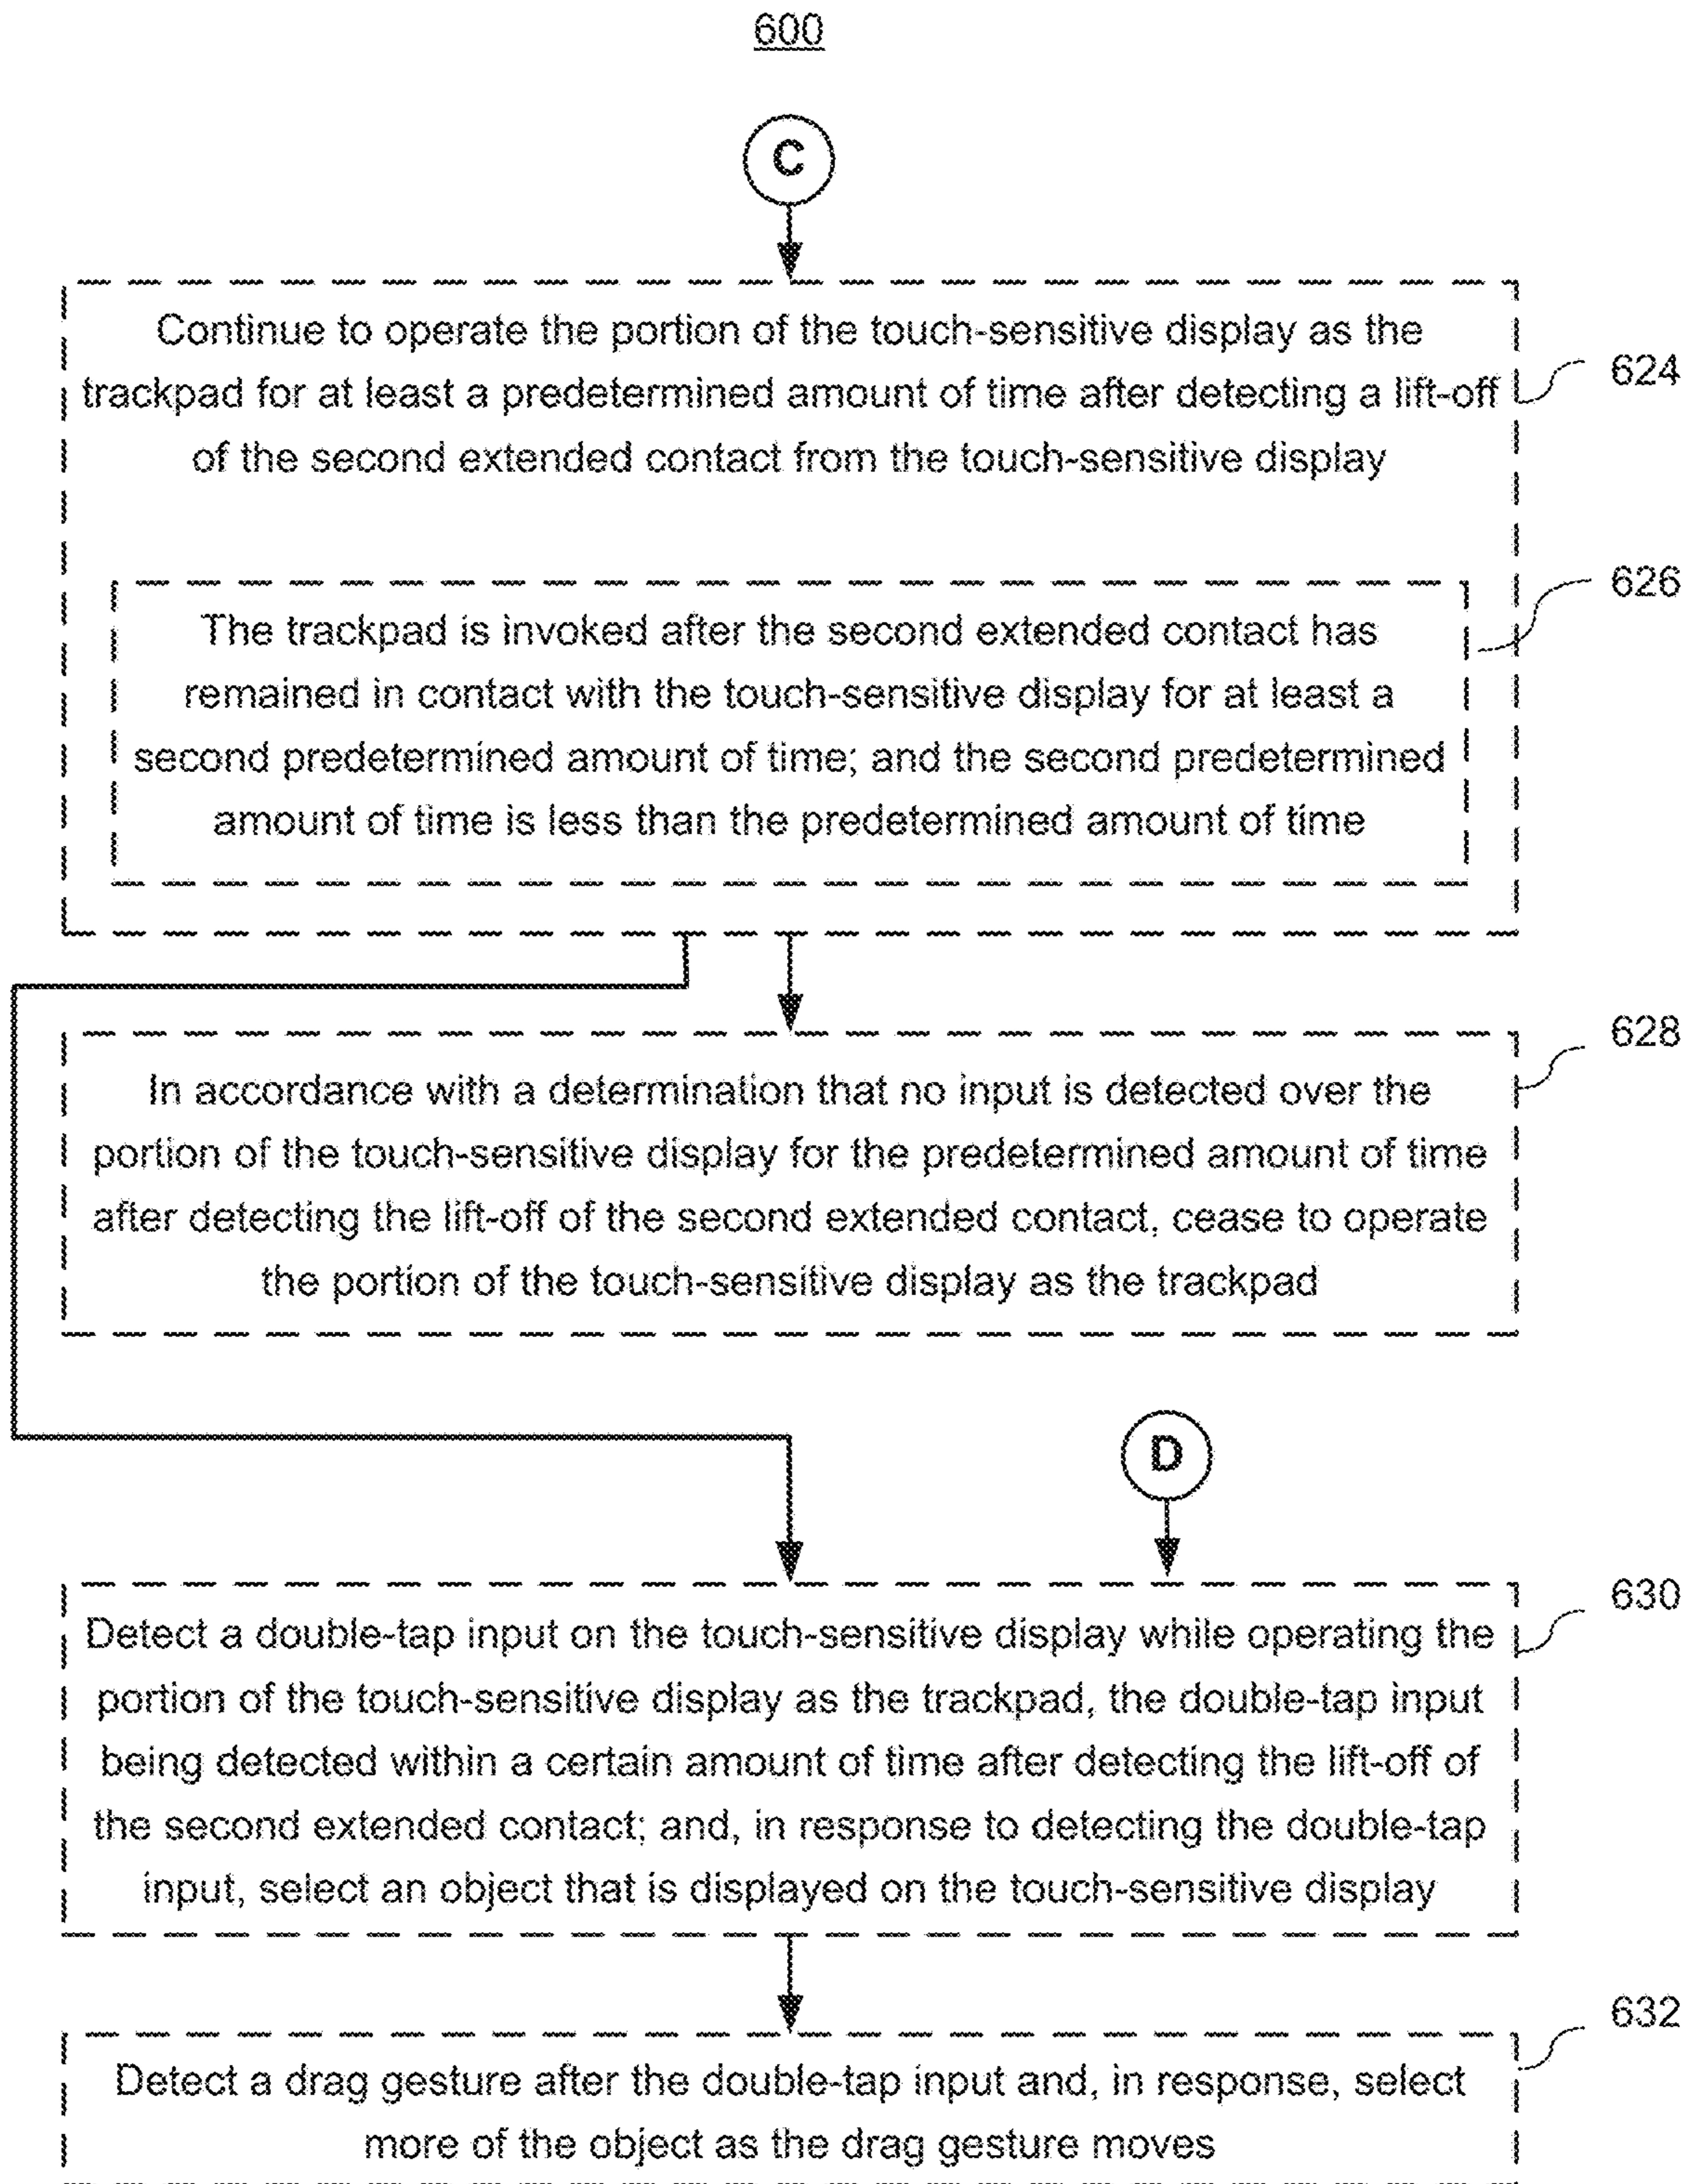 600
C
Continue to operate the portion of the touch-sensitive display as the
trackpad for at least a predetermined amount of time after detecting a lift-off
of the second extended contact from the touch-sensitive display
624
The trackpad is invoked after the second extended contact has
remained in contact with the touch-sensitive display for at least a
second predetermined amount of time; and the second predetermined
amount of time is less than the predetermined amount of time
626
In accordance with a determination that no input is detected over the
portion of the touch-sensitive display for the predetermined amount of time
after detecting the lift-off of the second extended contact, cease to operate
the portion of the touch-sensitive display as the trackpad
628
D
Detect a double-tap input on the touch-sensitive display while operating the
portion of the touch-sensitive display as the trackpad, the double-tap input
being detected within a certain amount of time after detecting the lift-off of
the second extended contact; and, in response to detecting the double-tap
input, select an object that is displayed on the touch-sensitive display
630
Detect a drag gesture after the double-tap input and, in response, select
more of the object as the drag gesture moves
632